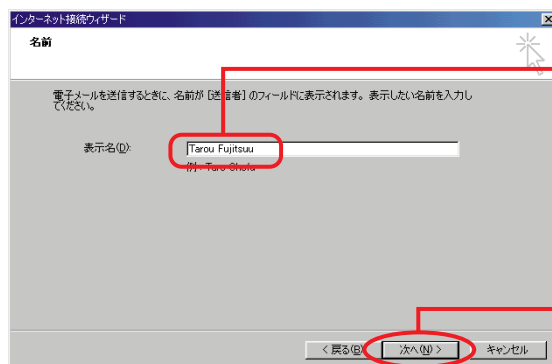 インターネット接続ウィザード
名前
電子メールを送信するときに、名前が [送信者] のフィールドに表示されます。表示したい名前を入力し
てください。
表示名(D):
Tarou Fujitsuu
例: Taro Chofu
< 戻る(B)
次へ(N) >
キャンセル